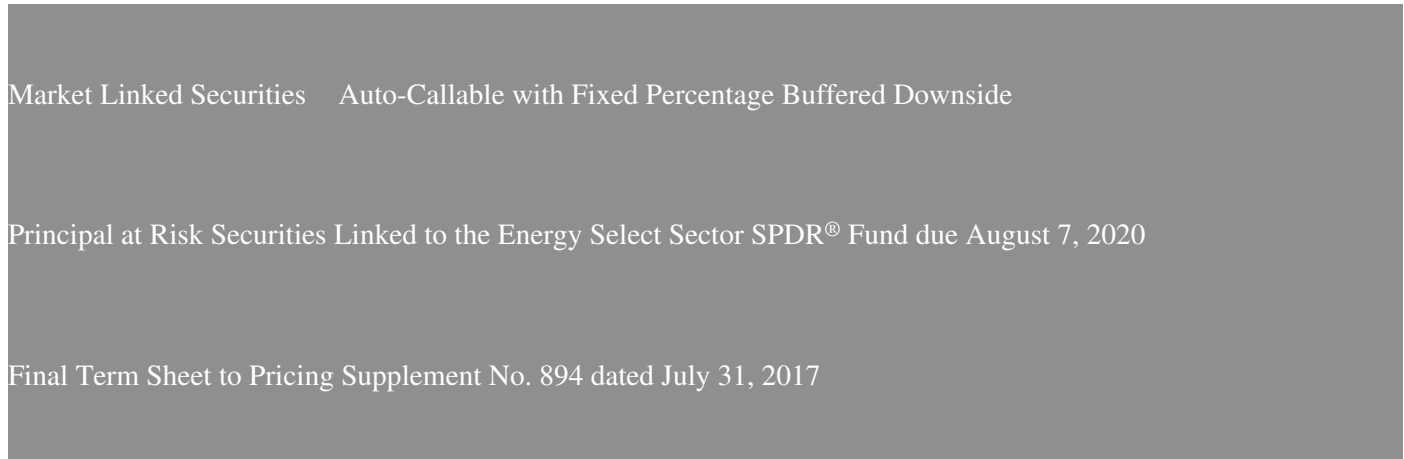 Market Linked Securities Auto-Callable with Fixed Percentage Buffered Downside
Principal at Risk Securities Linked to the Energy Select Sector SPDR® Fund due August 7, 2020
Final Term Sheet to Pricing Supplement No. 894 dated July 31, 2017